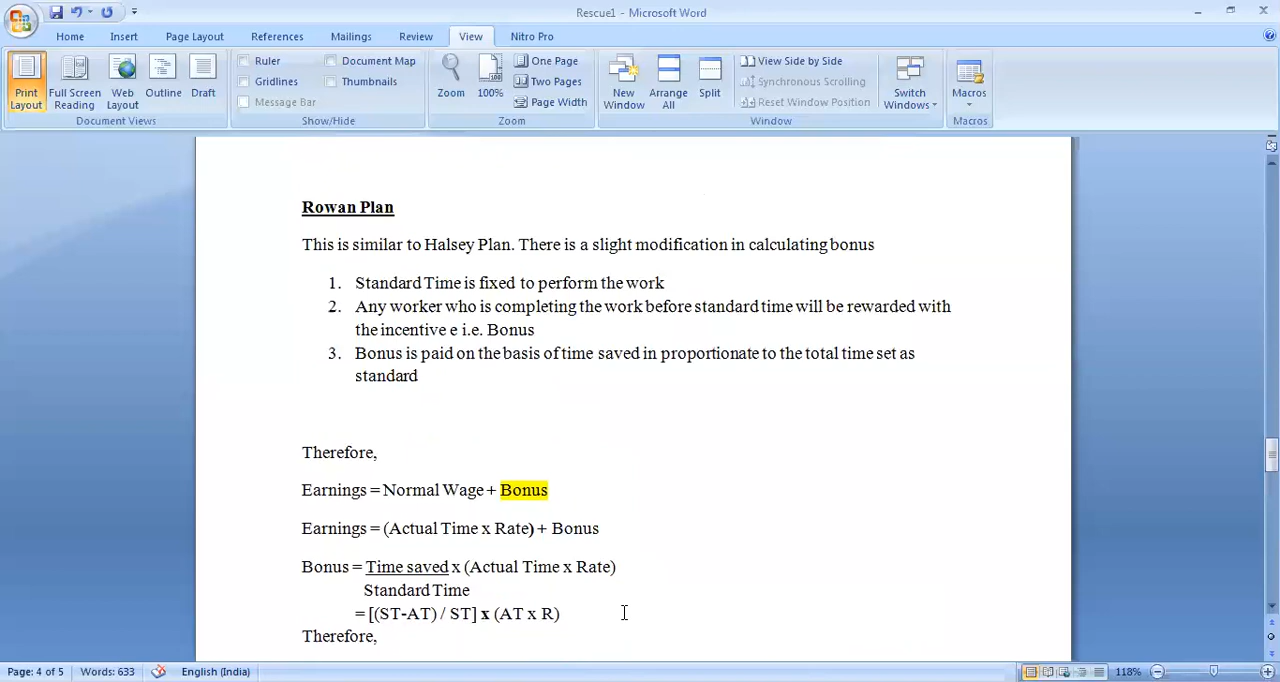 Rescue1 - Microsoft Word
Home Insert Page Layout References Mailings Review View Nitro Pro
Print Layout
Full Screen Reading
Web Layout
Outline
Draft
Document Views
Ruler
Gridlines
Message Bar
Document Map
Thumbnails
Show/Hide
Zoom
100%
One Page
Two Pages
Page Width
Zoom
New Window
Arrange All
Split
View Side by Side
Synchronous Scrolling
Reset Window Position
Switch Windows
Window
Macros
Macros
Rowan Plan
This is similar to Halsey Plan. There is a slight modification in calculating bonus
1. Standard Time is fixed to perform the work
2. Any worker who is completing the work before standard time will be rewarded with
the incentive e i.e. Bonus
3. Bonus is paid on the basis of time saved in proportionate to the total time set as
standard
Therefore,
Earnings = Normal Wage + Bonus
Earnings = (Actual Time x Rate) + Bonus
Bonus = Time saved x (Actual Time x Rate)
Standard Time
= [(ST-AT) / ST] x (AT x R)
Therefore,
Page: 4 of 5 Words: 633 English (India) 118%